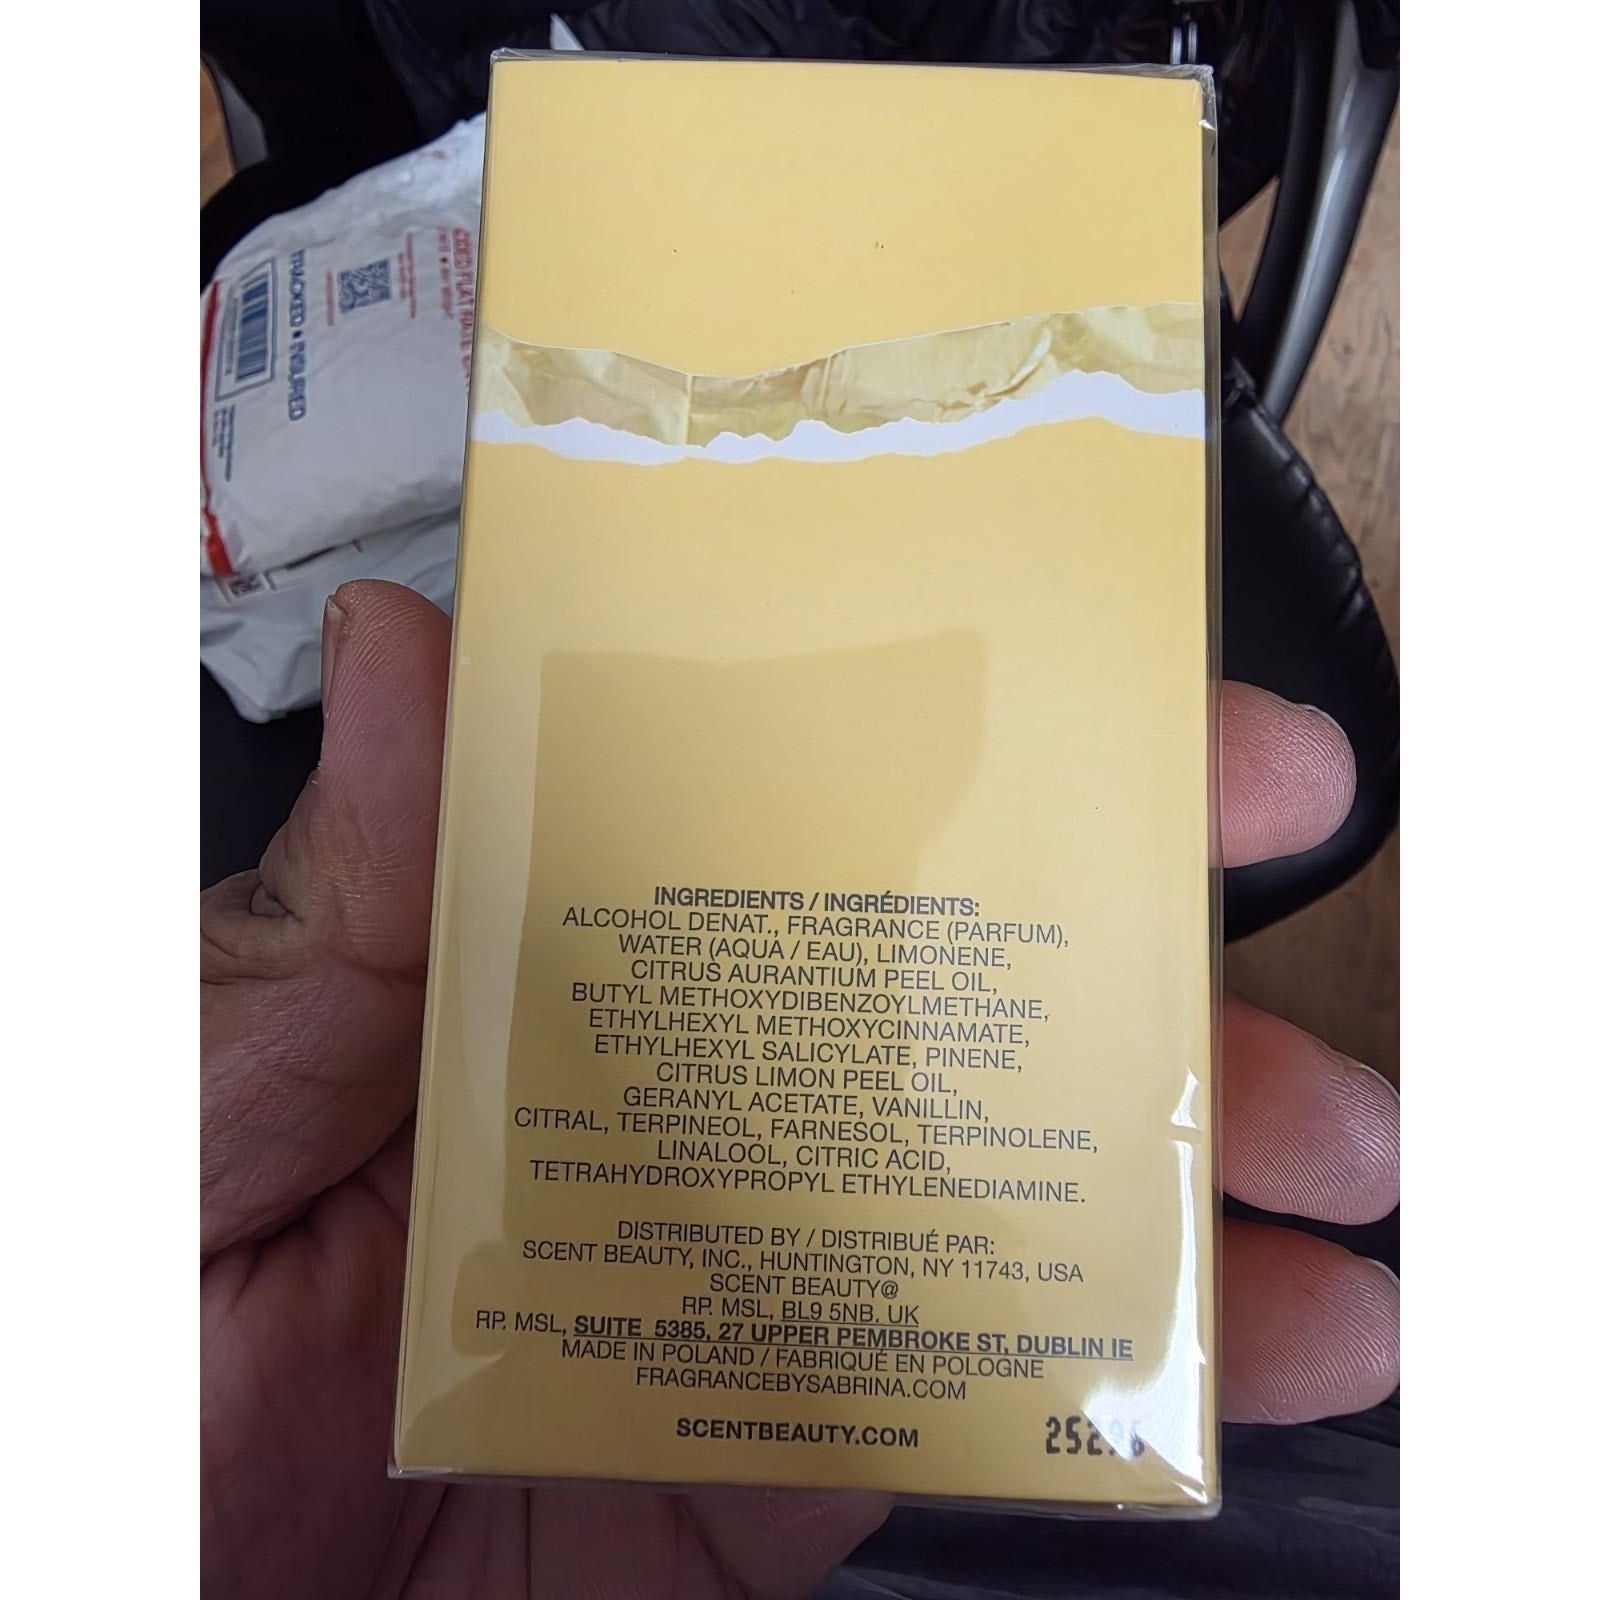 TRACKED ★ INSURED
INGREDIENTS / INGRÉDIENTS:
ALCOHOL DENAT., FRAGRANCE (PARFUM),
WATER (AQUA / EAU), LIMONENE,
CITRUS AURANTIUM PEEL OIL,
BUTYL METHOXYDIBENZOYLMETHANE,
ETHYLHEXYL METHOXYCINNAMATE,
ETHYLHEXYL SALICYLATE, PINENE,
CITRUS LIMON PEEL OIL,
GERANYL ACETATE, VANILLIN,
CITRAL, TERPINEOL, FARNESOL, TERPINOLENE,
LINALOOL, CITRIC ACID,
TETRAHYDROXYPROPYL ETHYLENEDIAMINE.
DISTRIBUTED BY / DISTRIBUÉ PAR:
SCENT BEAUTY, INC., HUNTINGTON, NY 11743, USA
SCENT BEAUTY@
RP. MSL, BL9 5NB. UK
RP. MSL, SUITE 5385, 27 UPPER PEMBROKE ST, DUBLIN IE
MADE IN POLAND / FABRIQUÉ EN POLOGNE
FRAGRANCEBYSABRINA.COM
SCENTBEAUTY.COM